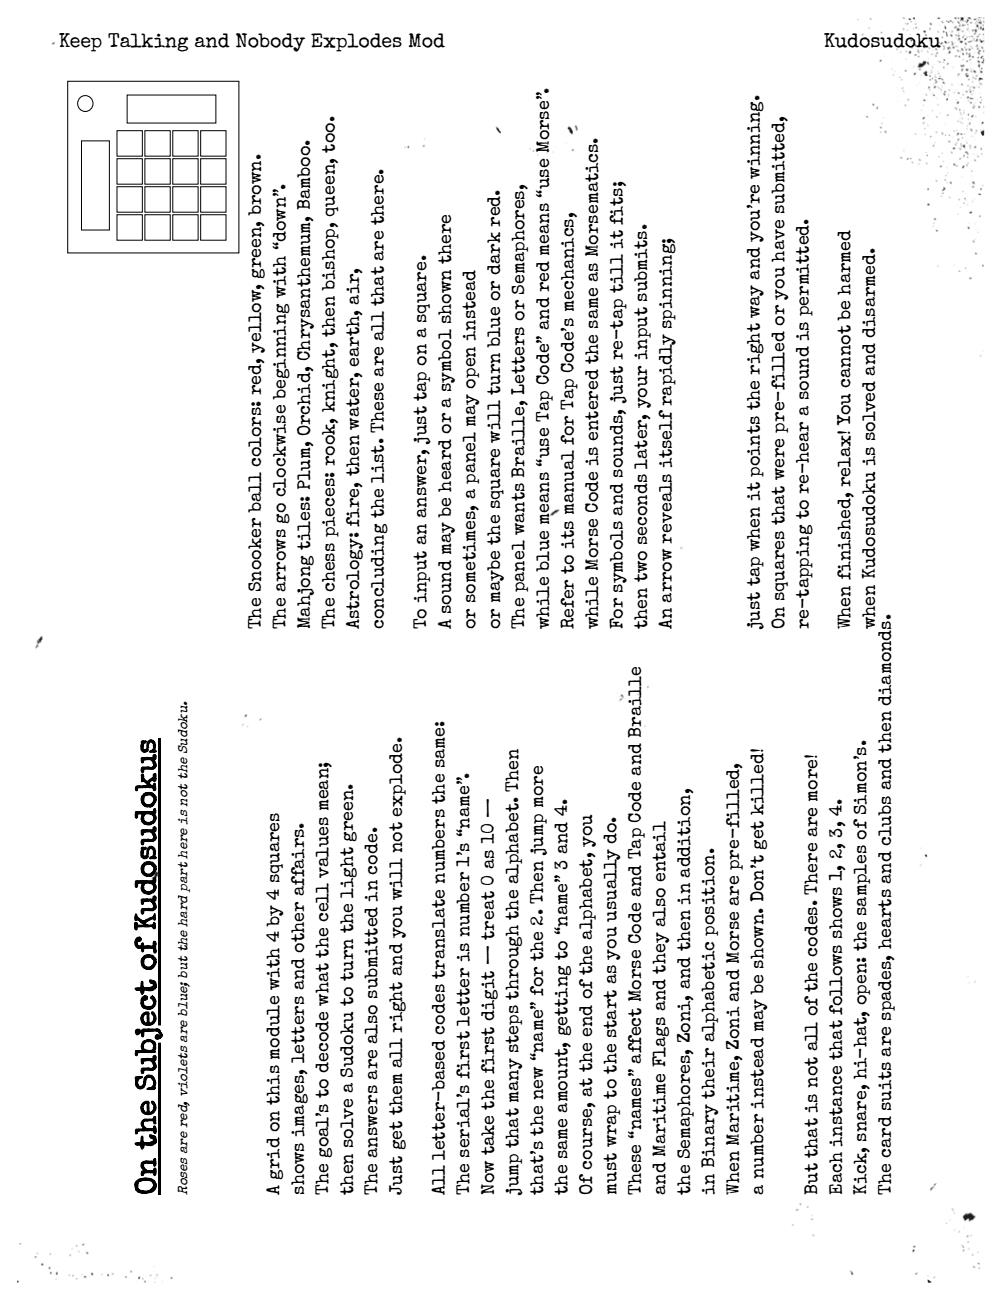 Keep Talking and Nobody Explodes Mod
Kudosudoku
On the Subject of Kudosudokus
Roses are red, violets are blue; but the hard part here is not the Sudoku.
A grid on this module with 4 by 4 squares
shows images, letters and other affairs.
The goal's to decode what the cell values mean;
then solve a Sudoku to turn the light green.
The answers are also submitted in code.
Just get them all right and you will not explode.
All letter-based codes translate numbers the same:
The serial's first letter is number 1's “name”.
Now take the first digit — treat 0 as 10 —
jump that many steps through the alphabet. Then
that's the new “name” for the 2. Then jump more
the same amount, getting to “name” 3 and 4.
Of course, at the end of the alphabet, you
must wrap to the start as you usually do.
These “names” affect Morse Code and Tap Code and Braille
and Maritime Flags and they also entail
the Semaphores, Zoni, and then in addition,
in Binary their alphabetic position.
When Maritime, Zoni and Morse are pre-filled,
a number instead may be shown. Don't get killed!
But that is not all of the codes. There are more!
Each instance that follows shows 1, 2, 3, 4.
Kick, snare, hi-hat, open: the samples of Simon's.
The card suits are spades, hearts and clubs and then diamonds.
The Snooker ball colors: red, yellow, green, brown.
The arrows go clockwise beginning with “down”.
Mahjong tiles: Plum, Orchid, Chrysanthemum, Bamboo.
The chess pieces: rook, knight, then bishop, queen, too.
Astrology: fire, then water, earth, air,
concluding the list. These are all that are there.
To input an answer, just tap on a square.
A sound may be heard or a symbol shown there
or sometimes, a panel may open instead
or maybe the square will turn blue or dark red.
The panel wants Braille, Letters or Semaphores,
while blue means “use Tap Code” and red means “use Morse”.
Refer to its manual for Tap Code's mechanics,
while Morse Code is entered the same as Morsematics.
For symbols and sounds, just re-tap till it fits;
then two seconds later, your input submits.
An arrow reveals itself rapidly spinning;
just tap when it points the right way and you're winning.
On squares that were pre-filled or you have submitted,
re-tapping to re-hear a sound is permitted.
When finished, relax! You cannot be harmed
when Kudosudoku is solved and disarmed.